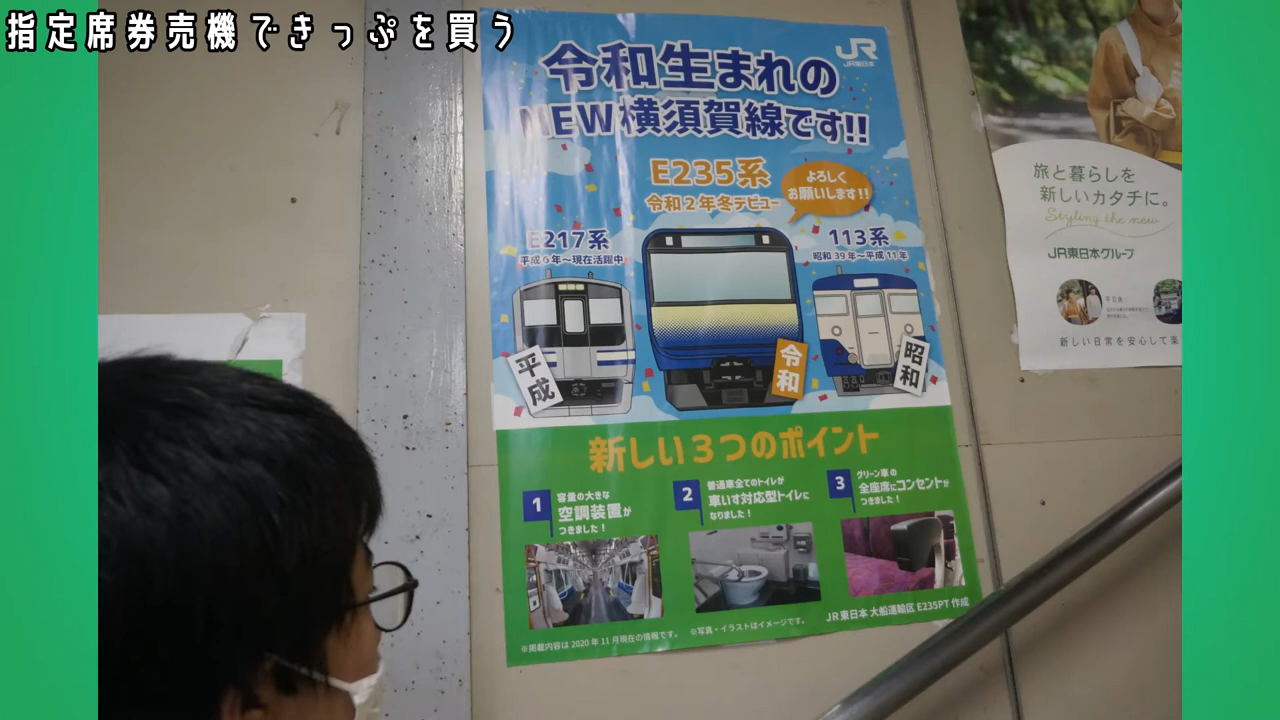 指定席券売機できっぷを買う
JR
JR東日本
令和生まれの
NEW横須賀線です!!
E235系
令和2年冬デビュー
よろしく
お願いします!!
E217系
平成6年〜現在活躍中
113系
昭和39年〜平成11年
平成
令和
昭和
新しい3つのポイント
1
容量の大きな
空調装置が
つきました!
2
普通車全てのトイレが
車いす対応型トイレに
なりました!
3
グリーン車の
全座席にコンセントが
つきました!
JR東日本 大船運輸区 E235PT 作成
※掲載内容は2020年11月現在の情報です。 ※写真・イラストはイメージです。
旅と暮らしを
新しいカタチに。
Styling the new
JR東日本グループ
新しい日常を安心して楽